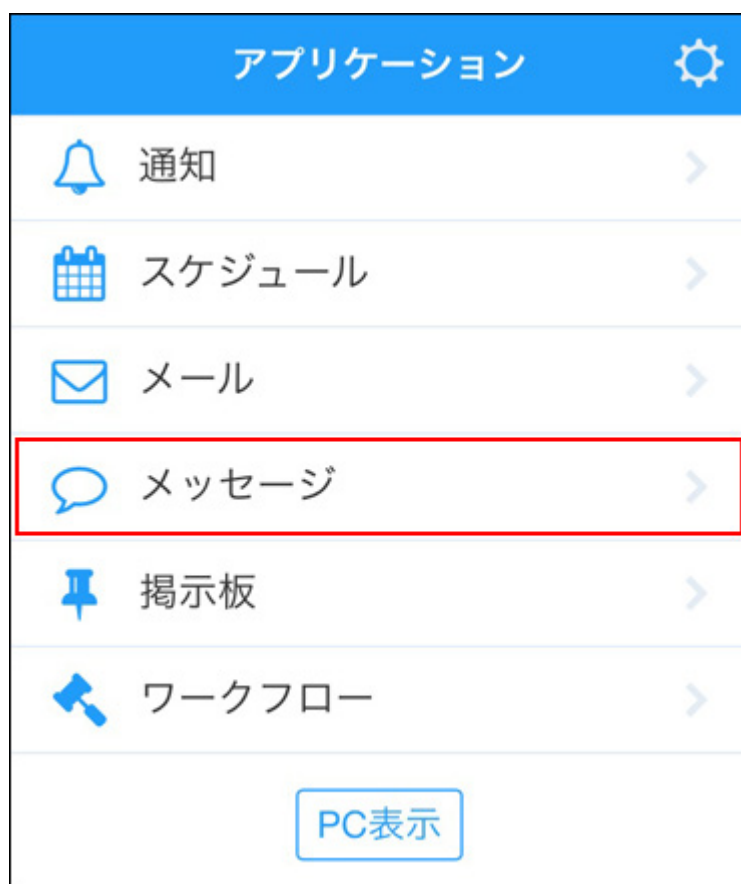 アプリケーション
通知
スケジュール
メール
メッセージ
掲示板
ワークフロー
PC表示